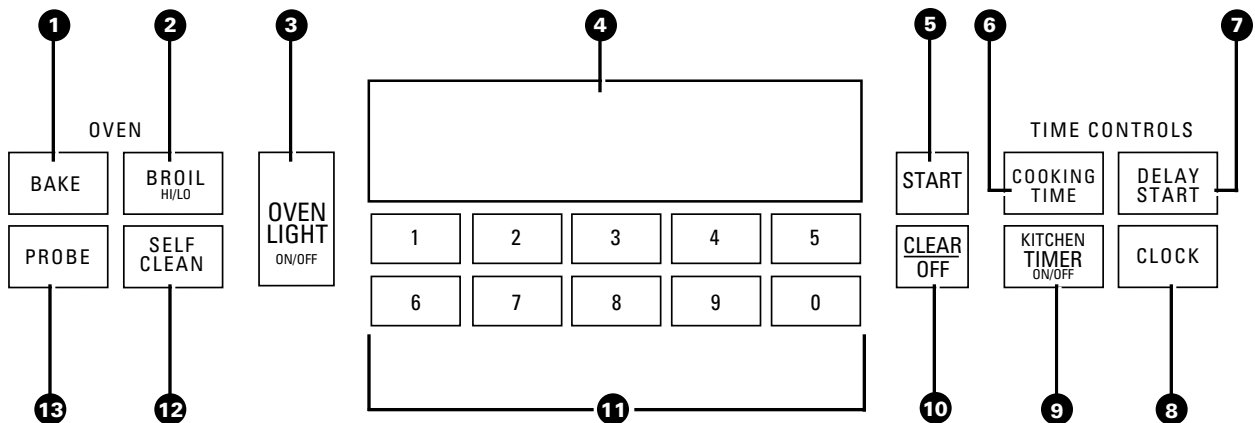 1 2 3 4 5 6 7
OVEN
TIME CONTROLS
BAKE
BROIL
HI/LO
OVEN
LIGHT
ON/OFF
START
COOKING
TIME
DELAY
START
PROBE
SELF
CLEAN
1 2 3 4 5
6 7 8 9 0
CLEAR
OFF
KITCHEN
TIMER
ON/OFF
CLOCK
13 12 11 10 9 8